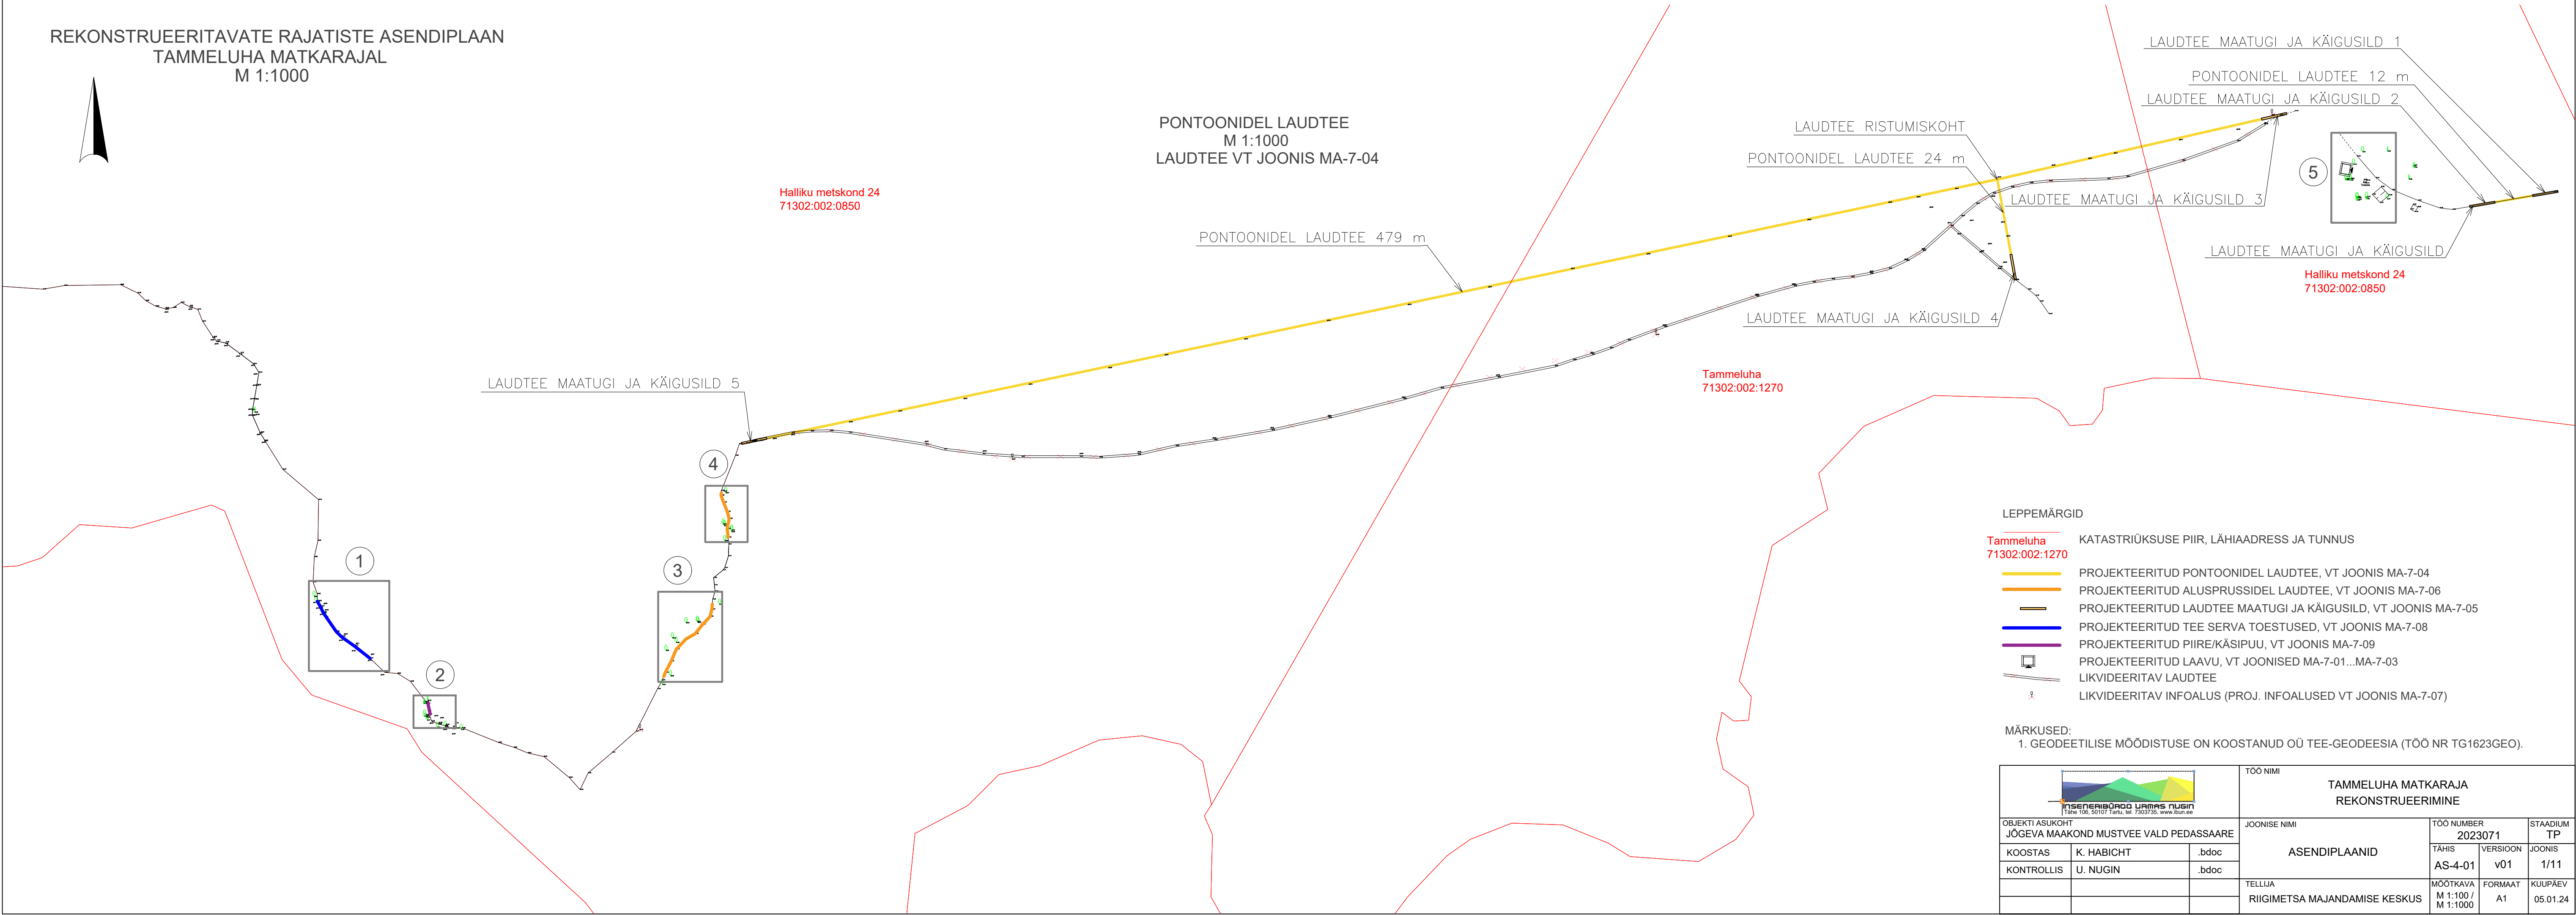 REKONSTRUEERITAVATE RAJATISTE ASENDIPLAAN
TAMMELUHA MATKARAJAL
M 1:1000
PONTOONIDEL LAUDTEE
M 1:1000
LAUDTEE VT JOONIS MA-7-04
Halliku metskond 24
71302:002:0850
PONTOONIDEL LAUDTEE 479 m
LAUDTEE MAATUGI JA KÄIGUSILD 5
LAUDTEE RISTUMISKOHT
PONTOONIDEL LAUDTEE 24 m
LAUDTEE MAATUGI JA KÄIGUSILD 1
PONTOONIDEL LAUDTEE 12 m
LAUDTEE MAATUGI JA KÄIGUSILD 2
LAUDTEE MAATUGI JA KÄIGUSILD 3
LAUDTEE MAATUGI JA KÄIGUSILD
LAUDTEE MAATUGI JA KÄIGUSILD 4
5
Halliku metskond 24
71302:002:0850
Tammeluha
71302:002:1270
4
3
1
2
LEPPEMÄRGID
Tammeluha
71302:002:1270
KATASTRIÜKSUSE PIIR, LÄHIAADRESS JA TUNNUS
PROJEKTEERITUD PONTOONIDEL LAUDTEE, VT JOONIS MA-7-04
PROJEKTEERITUD ALUSPRUSSIDEL LAUDTEE, VT JOONIS MA-7-06
PROJEKTEERITUD LAUDTEE MAATUGI JA KÄIGUSILD, VT JOONIS MA-7-05
PROJEKTEERITUD TEE SERVA TOESTUSED, VT JOONIS MA-7-08
PROJEKTEERITUD PIIRE/KÄSIPUU, VT JOONIS MA-7-09
PROJEKTEERITUD LAAVU, VT JOONISED MA-7-01...MA-7-03
LIKVIDEERITAV LAUDTEE
LIKVIDEERITAV INFOALUS (PROJ. INFOALUSED VT JOONIS MA-7-07)
MÄRKUSED:
1. GEODEETILISE MÕÕDISTUSE ON KOOSTANUD OÜ TEE-GEODEESIA (TÖÖ NR TG1623GEO).
INSENERIBÜROO URMAS NUGIN
Tähe 106, 50107 Tartu, tel. 7303735, www.ibun.ee
TÖÖ NIMI
TAMMELUHA MATKARAJA
REKONSTRUEERIMINE
OBJEKTI ASUKOHT
JÕGEVA MAAKOND MUSTVEE VALD PEDASSAARE
KOOSTAS K. HABICHT .bdoc
KONTROLLIS U. NUGIN .bdoc
JOONISE NIMI
ASENDIPLAANID
TÖÖ NUMBER
2023071
STAADIUM
TP
TÄHIS
AS-4-01
VERSIOON
v01
JOONIS
1/11
TELLIJA
RIIGIMETSA MAJANDAMISE KESKUS
MÕÕTKAVA
M 1:100 /
M 1:1000
FORMAAT
A1
KUUPÄEV
05.01.24